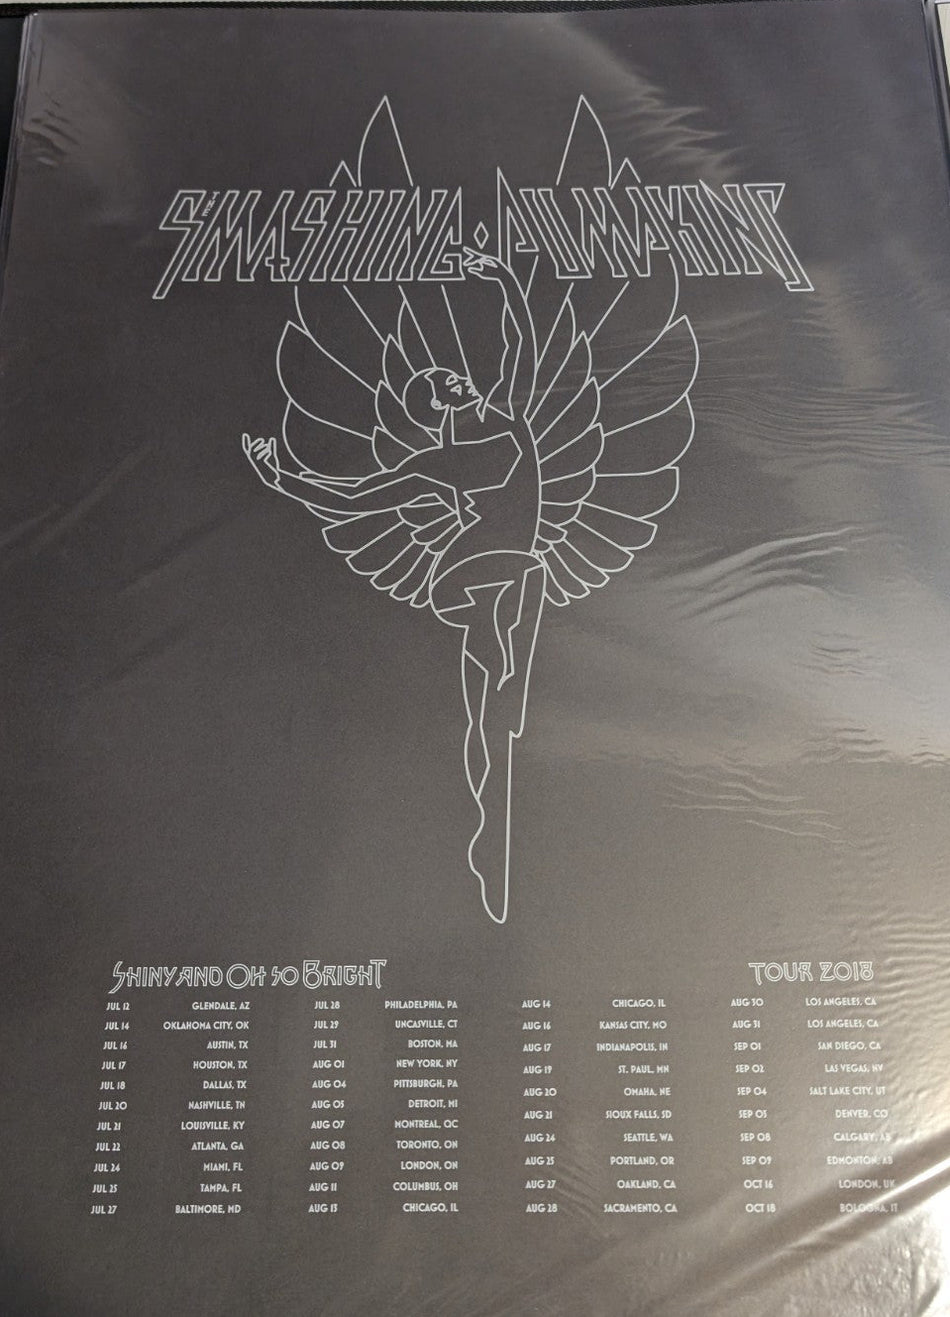 THE SMASHING PUMPKINS
SHINY AND OH SO BRIGHT
TOUR 2018
JUL 12 GLENDALE, AZ
JUL 14 OKLAHOMA CITY, OK
JUL 16 AUSTIN, TX
JUL 17 HOUSTON, TX
JUL 18 DALLAS, TX
JUL 20 NASHVILLE, TN
JUL 21 LOUISVILLE, KY
JUL 22 ATLANTA, GA
JUL 24 MIAMI, FL
JUL 25 TAMPA, FL
JUL 27 BALTIMORE, MD
JUL 28 PHILADELPHIA, PA
JUL 29 UNCASVILLE, CT
JUL 31 BOSTON, MA
AUG 01 NEW YORK, NY
AUG 04 PITTSBURGH, PA
AUG 05 DETROIT, MI
AUG 07 MONTREAL, QC
AUG 08 TORONTO, ON
AUG 09 LONDON, ON
AUG 11 COLUMBUS, OH
AUG 13 CHICAGO, IL
AUG 14 CHICAGO, IL
AUG 16 KANSAS CITY, MO
AUG 17 INDIANAPOLIS, IN
AUG 19 ST. PAUL, MN
AUG 20 OMAHA, NE
AUG 21 SIOUX FALLS, SD
AUG 24 SEATTLE, WA
AUG 25 PORTLAND, OR
AUG 27 OAKLAND, CA
AUG 28 SACRAMENTO, CA
AUG 30 LOS ANGELES, CA
AUG 31 LOS ANGELES, CA
SEP 01 SAN DIEGO, CA
SEP 02 LAS VEGAS, NV
SEP 04 SALT LAKE CITY, UT
SEP 05 DENVER, CO
SEP 08 CALGARY, AB
SEP 09 EDMONTON, AB
OCT 16 LONDON, UK
OCT 18 BOLOGNA, IT